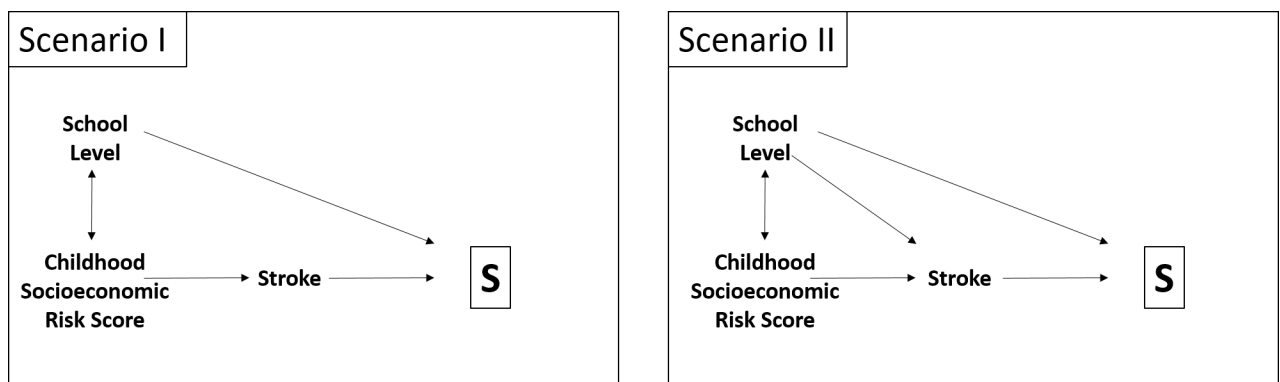 Scenario I
School
Level
Childhood
Socioeconomic
Risk Score
Stroke
S
Scenario II
School
Level
Childhood
Socioeconomic
Risk Score
Stroke
S